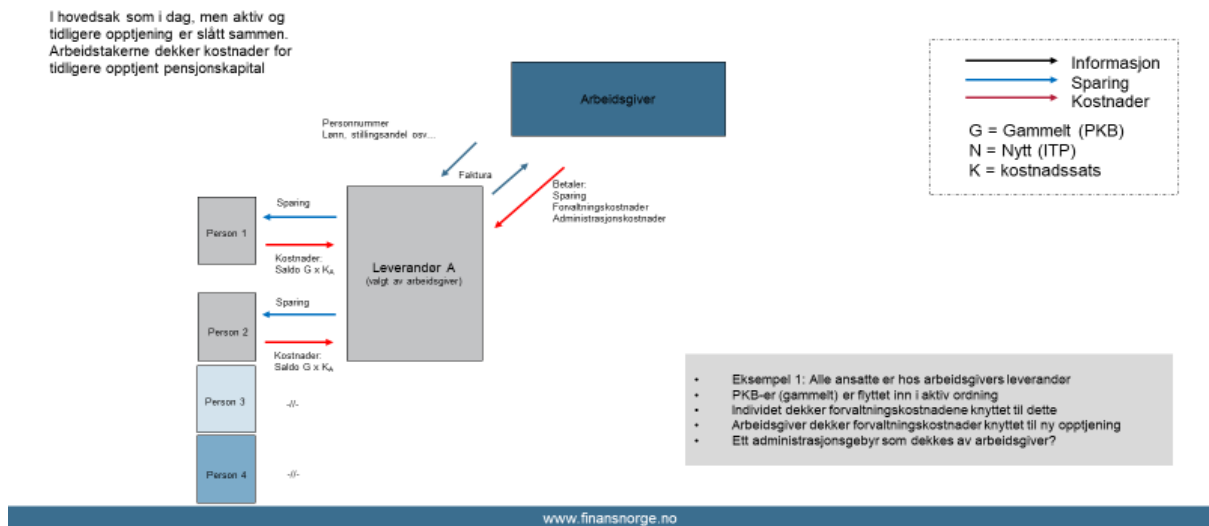 I hovedsak som i dag, men aktiv og
tidligere opptjening er slått sammen.
Arbeidstakerne dekker kostnader for
tidligere opptjent pensjonskapital
Arbeidsgiver
Informasjon
Sparing
Kostnader
G = Gammelt (PKB)
N = Nytt (ITP)
K = kostnadssats
Personnummer
Lønn, stillingsandel osv...
Faktura
Betaler:
Sparing
Forvaltningskostnader
Administrasjonskostnader
Leverandør A
(valgt av arbeidsgiver)
Person 1
Sparing
Kostnader:
Saldo G x KA
Person 2
Sparing
Kostnader:
Saldo G x KA
Person 3
-//-
Person 4
-//-
• Eksempel 1: Alle ansatte er hos arbeidsgivers leverandør
• PKB-er (gammelt) er flyttet inn i aktiv ordning
• Individet dekker forvaltningskostnadene knyttet til dette
• Arbeidsgiver dekker forvaltningskostnader knyttet til ny opptjening
• Ett administrasjonsgebyr som dekkes av arbeidsgiver?
www.finansnorge.no